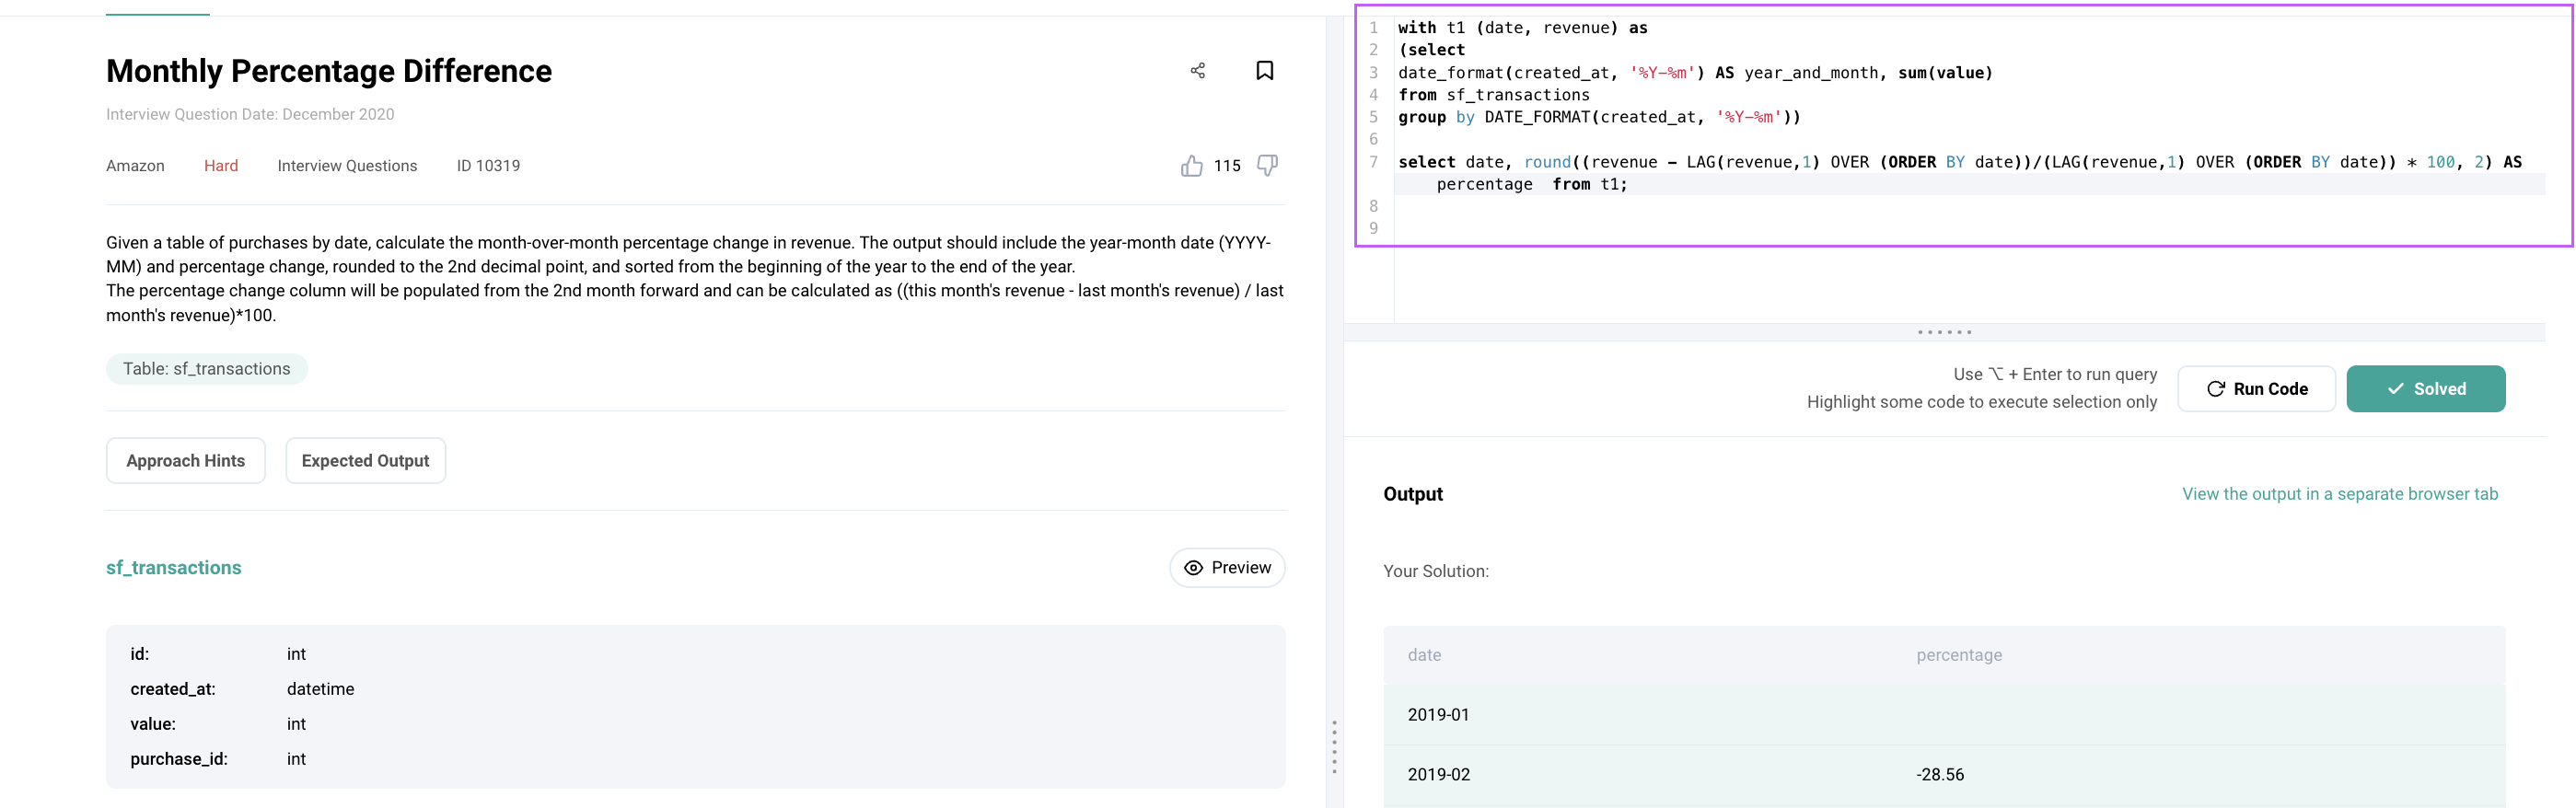 Monthly Percentage Difference
Interview Question Date: December 2020
Amazon Hard Interview Questions ID 10319 115
Given a table of purchases by date, calculate the month-over-month percentage change in revenue. The output should include the year-month date (YYYY-
MM) and percentage change, rounded to the 2nd decimal point, and sorted from the beginning of the year to the end of the year.
The percentage change column will be populated from the 2nd month forward and can be calculated as ((this month's revenue - last month's revenue) / last
month's revenue)*100.
Table: sf_transactions
Approach Hints Expected Output
sf_transactions Preview
id: int
created_at: datetime
value: int
purchase_id: int
1 with t1 (date, revenue) as
2 (select
3 date_format(created_at, '%Y-%m') AS year_and_month, sum(value)
4 from sf_transactions
5 group by DATE_FORMAT(created_at, '%Y-%m'))
6
7 select date, round((revenue - LAG(revenue,1) OVER (ORDER BY date))/(LAG(revenue,1) OVER (ORDER BY date)) * 100, 2) AS
percentage  from t1;
8
9
Use ⌥ + Enter to run query
Highlight some code to execute selection only
Run Code Solved
Output View the output in a separate browser tab
Your Solution:
date percentage
2019-01
2019-02 -28.56